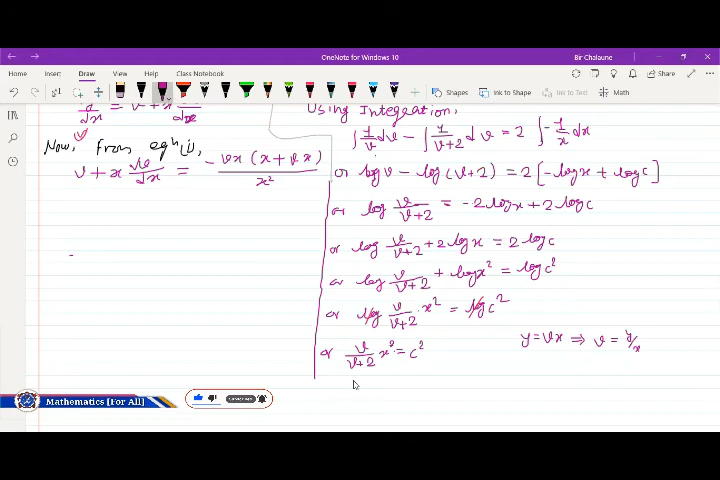 OneNote for Windows 10
Bir Chalaune
Home Insert Draw View Help Class Notebook
Share
Shapes Ink to Shape Ink to Text Math
dx = v + x dx
Now, from eqn(i),
v + x dv/dx = -vx (x + vx) / x²
Using Integration,
∫ 1/v dv - ∫ 1/(v+2) dv = 2 ∫ -1/x dx
or log v - log (v+2) = 2 [-log x + log c]
or log v/(v+2) = -2 log x + 2 log c
or log v/(v+2) + 2 log x = 2 log c
or log v/(v+2) + log x² = log c²
or log v/(v+2) . x² = log c²
or v/(v+2) x² = c²
y = vx ⇒ v = y/x
Mathematics [For All]